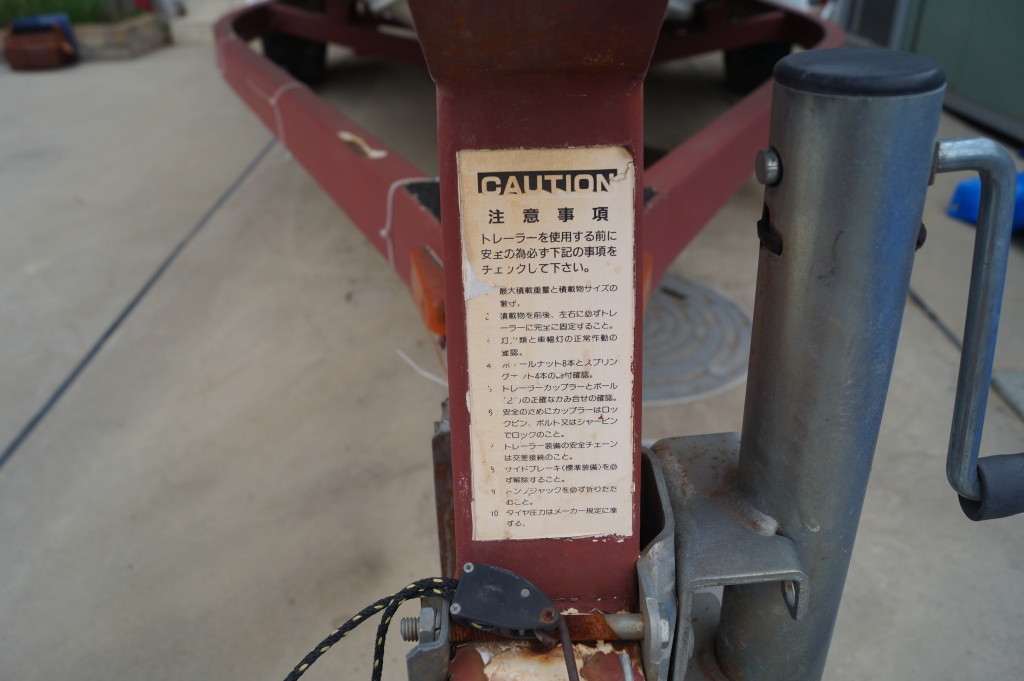 CAUTION
注意事項
トレーラーを使用する前に
安全の為必ず下記の事項を
チェックして下さい。
最大積載重量と積載物サイズの
厳守。
2 積載物を前後、左右に必ずトレ
ーラーに完全に固定すること。
類と車幅灯の正常作動の
確認。
4 ホイールナット8本とスプリン
ット4本の 付確認。
5 トレーラーカップラーとボール
の正確なかみ合せの確認。
6 安全のためにカップラーはロッ
クピン、ボルト又はシャーピン
でロックのこと。
トレーラー装備の安全チェーン
は交差接続のこと。
8 サイドブレーキ(標準装備)を必
ず解除すること。
9 ャックを必ず折りたた
むこと。
10 タイヤ圧力はメーカー規定に準
ずる。